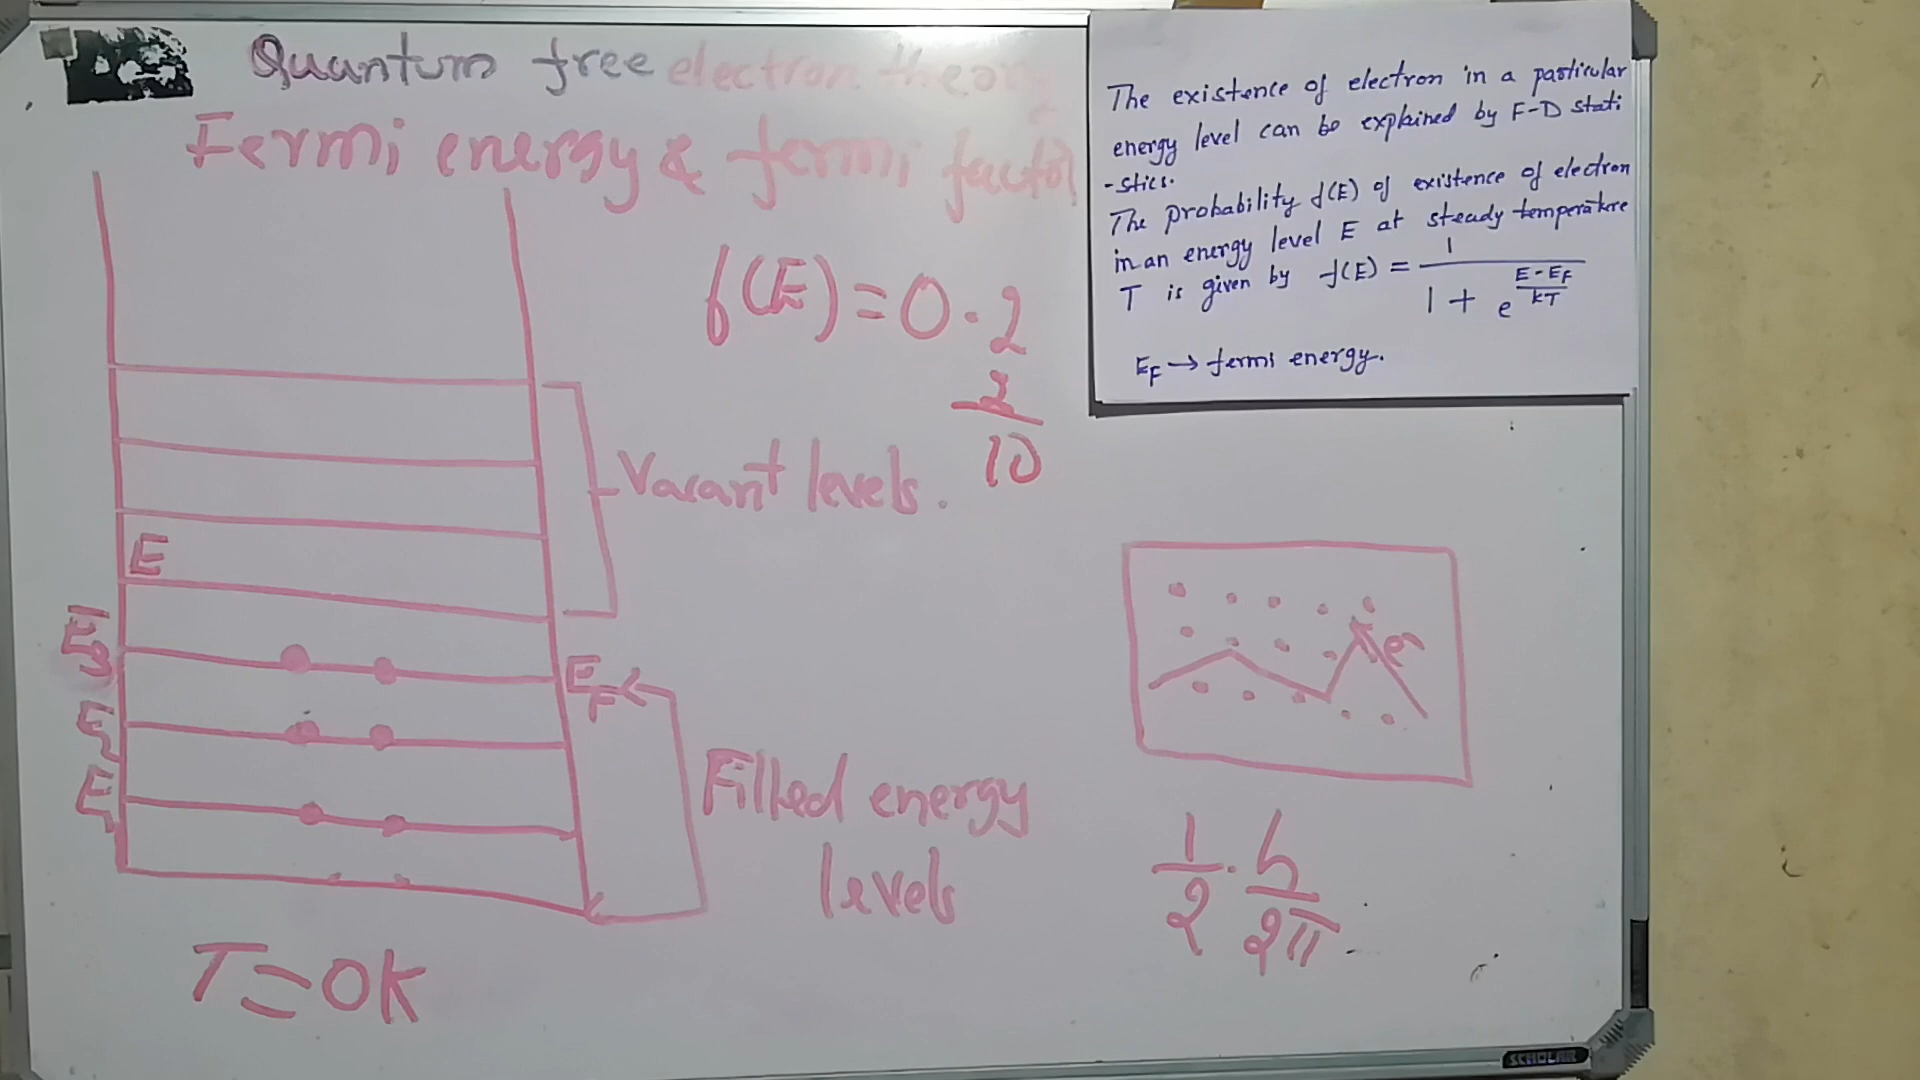 Quantum free electron theory
Fermi energy & fermi factor
The existence of electron in a particular
energy level can be explained by F-D stati
-stics.
The probability f(E) of existence of electron
in an energy level E at steady temperature
T is given by f(E) = 1 / 1 + e^(E-EF / kT)
EF → fermi energy.
f(E) = 0.2
2
10
Vacant levels.
E
E3
EF
E2
E1
Filled energy
levels
T=0K
e-
1/2 . h/2π
SCHOLAR